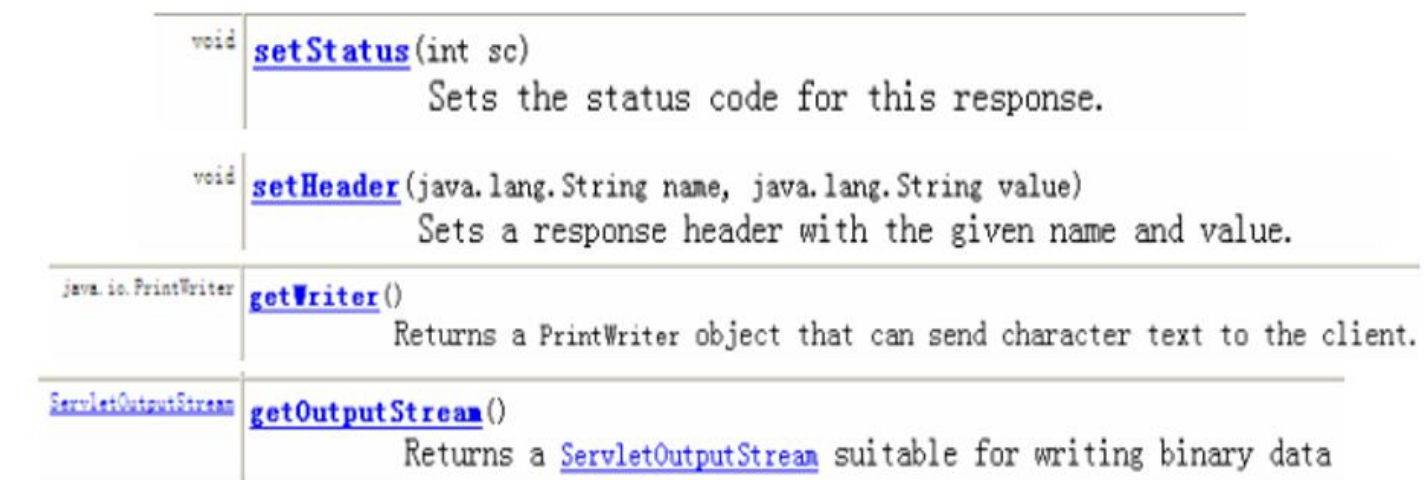 void setStatus(int sc)
Sets the status code for this response.
void setHeader(java.lang.String name, java.lang.String value)
Sets a response header with the given name and value.
java.io.PrintWriter getWriter()
Returns a PrintWriter object that can send character text to the client.
ServletOutputStream getOutputStream()
Returns a ServletOutputStream suitable for writing binary data